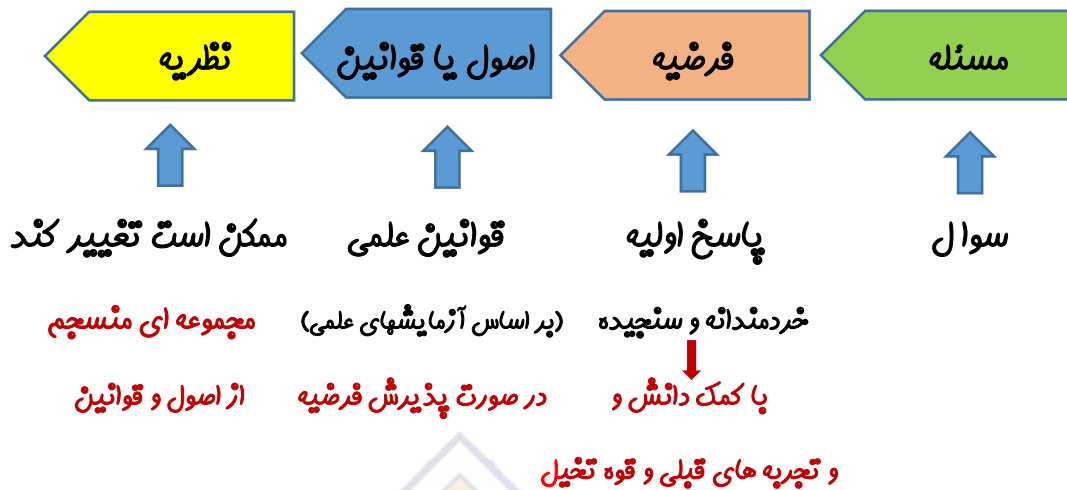 مسئله
فرضیه
اصول یا قوانین
نظریه
سوال
پاسخ اولیه
قوانین علمی
ممکن است تغییر کند
خردمندانه و سنجیده
(بر اساس آزمایشهای علمی)
مجموعه ای منسجم
با کمک دانش و
در صورت پذیرش فرضیه
از اصول و قوانین
و تجربه های قبلی و قوه تخیل